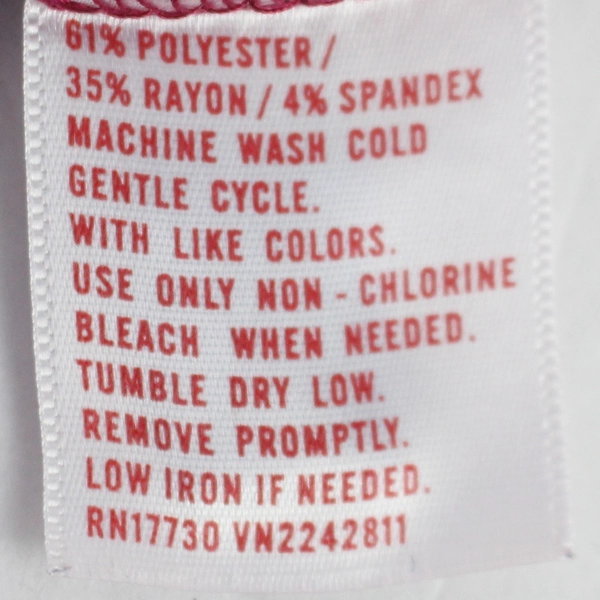 61% POLYESTER /
35% RAYON / 4% SPANDEX
MACHINE WASH COLD
GENTLE CYCLE.
WITH LIKE COLORS.
USE ONLY NON - CHLORINE
BLEACH WHEN NEEDED.
TUMBLE DRY LOW.
REMOVE PROMPTLY.
LOW IRON IF NEEDED.
RN17730 VN2242811